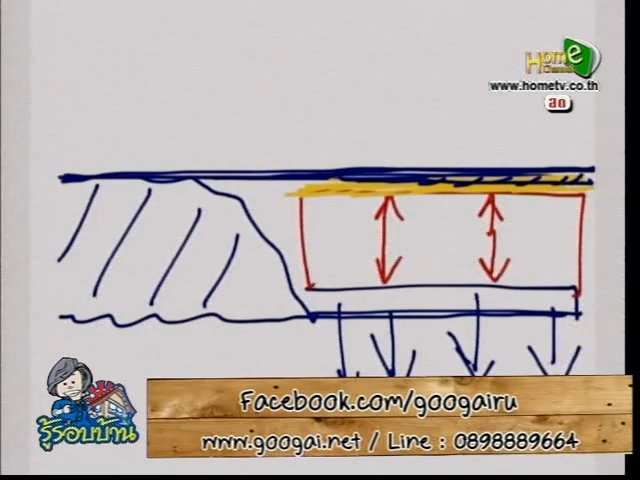 Home
Channel
www.hometv.co.th
สด
รู้รอบบ้าน
Facebook.com/googairu
www.googai.net / Line : 0898889664